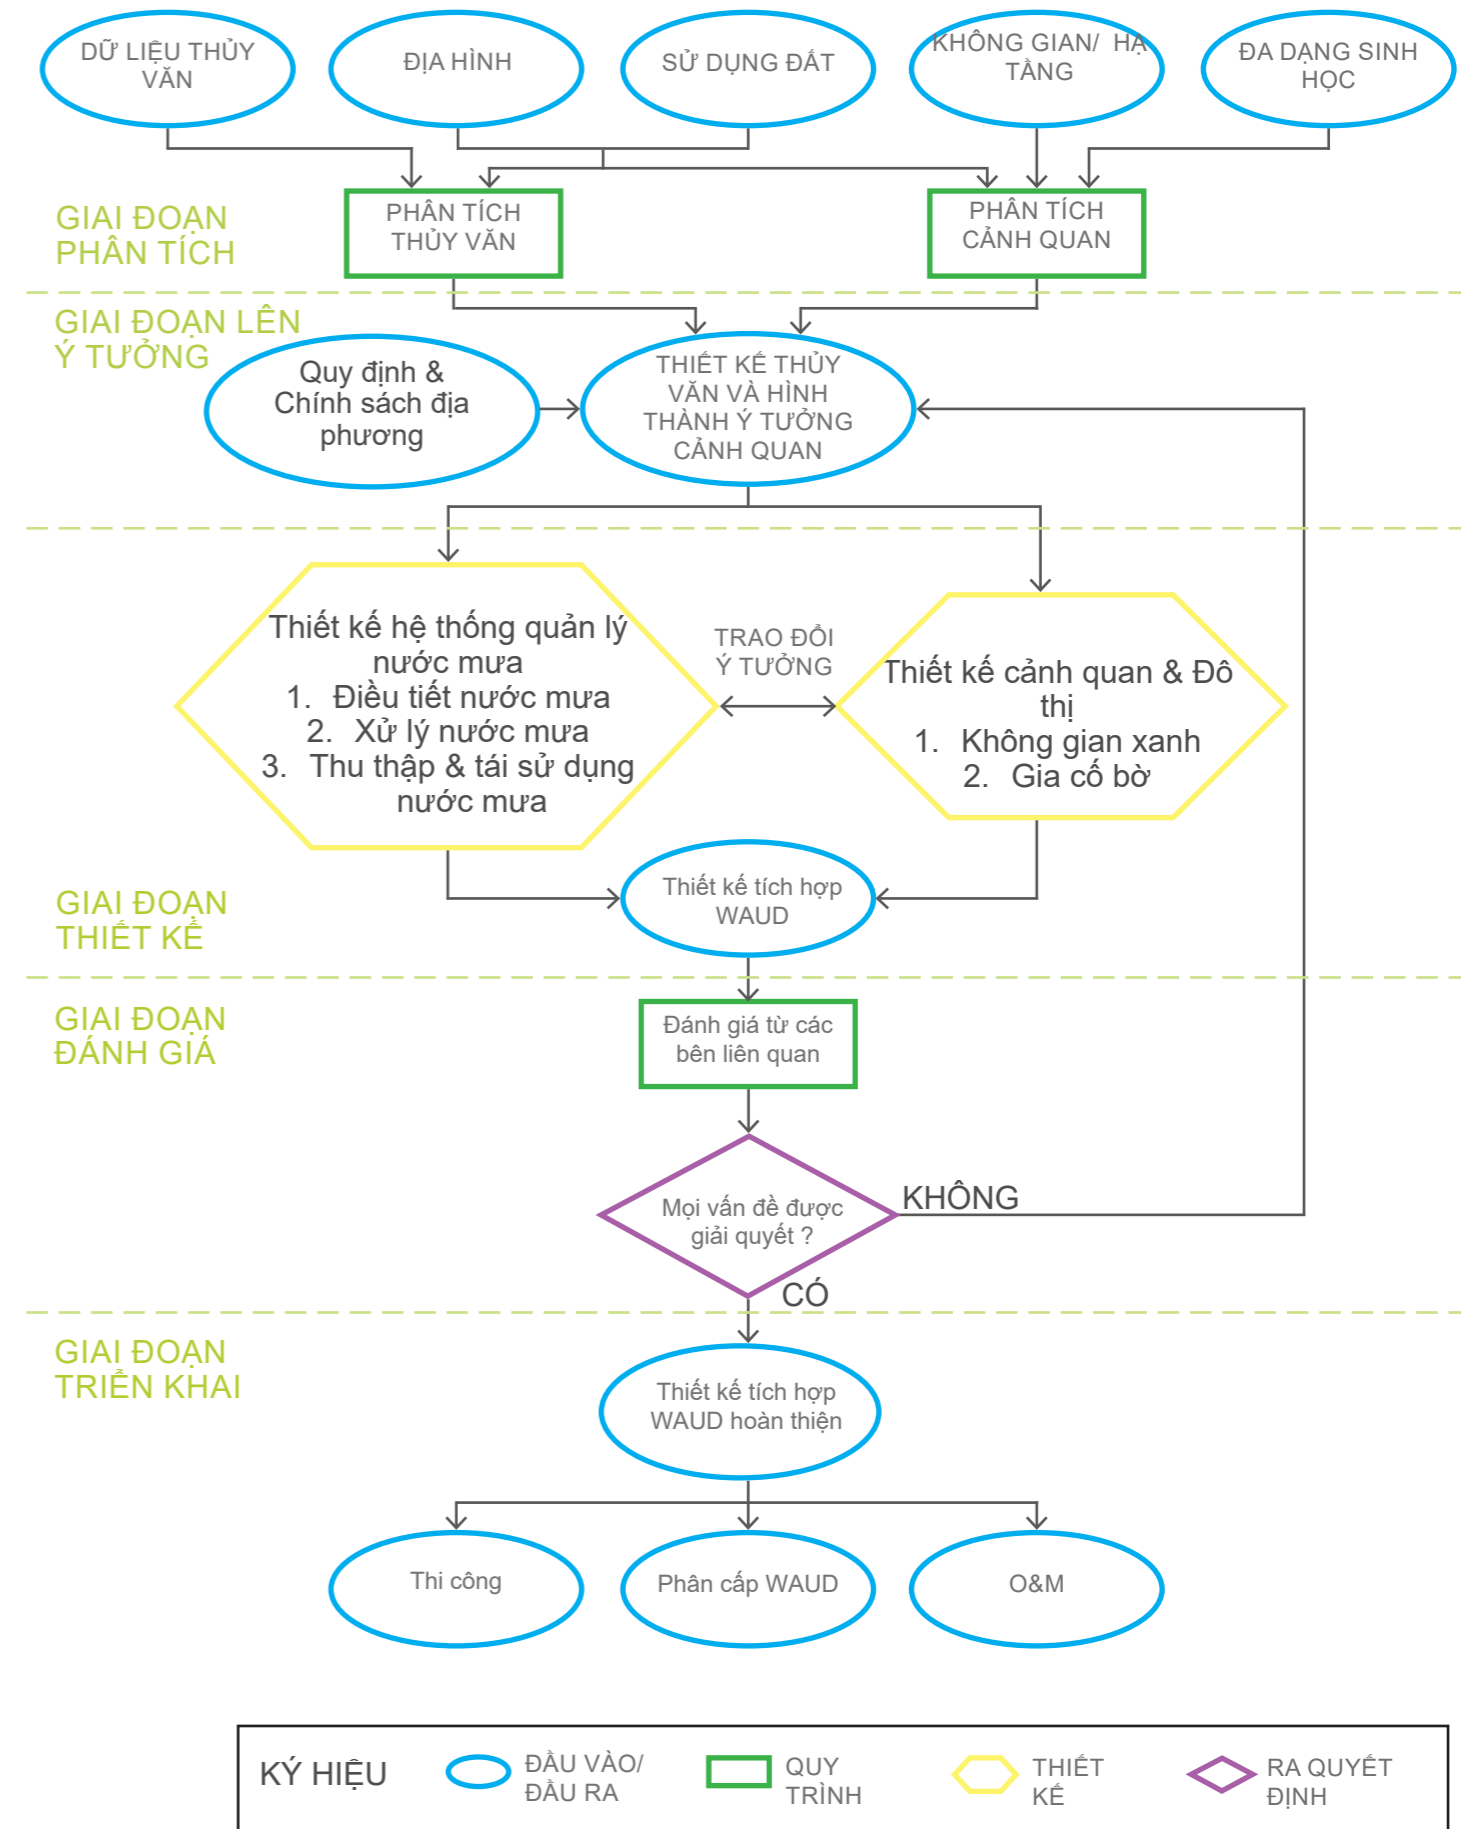 DỮ LIỆU THỦY
VĂN
ĐỊA HÌNH
SỬ DỤNG ĐẤT
KHÔNG GIAN/ HẠ
TẦNG
ĐA DẠNG SINH
HỌC
GIAI ĐOẠN
PHÂN TÍCH
PHÂN TÍCH
THỦY VĂN
PHÂN TÍCH
CẢNH QUAN
GIAI ĐOẠN LÊN
Ý TƯỞNG
Quy định &
Chính sách địa
phương
THIẾT KẾ THỦY
VĂN VÀ HÌNH
THÀNH Ý TƯỞNG
CẢNH QUAN
Thiết kế hệ thống quản lý
nước mưa
1. Điều tiết nước mưa
2. Xử lý nước mưa
3. Thu thập & tái sử dụng
nước mưa
TRAO ĐỔI
Ý TƯỞNG
Thiết kế cảnh quan & Đô
thị
1. Không gian xanh
2. Gia cố bờ
GIAI ĐOẠN
THIẾT KẾ
Thiết kế tích hợp
WAUD
GIAI ĐOẠN
ĐÁNH GIÁ
Đánh giá từ các
bên liên quan
Mọi vấn đề được
giải quyết ?
KHÔNG
CÓ
GIAI ĐOẠN
TRIỂN KHAI
Thiết kế tích hợp
WAUD hoàn thiện
Thi công
Phân cấp WAUD
O&M
KÝ HIỆU
ĐẦU VÀO/
ĐẦU RA
QUY
TRÌNH
THIẾT
KẾ
RA QUYẾT
ĐỊNH